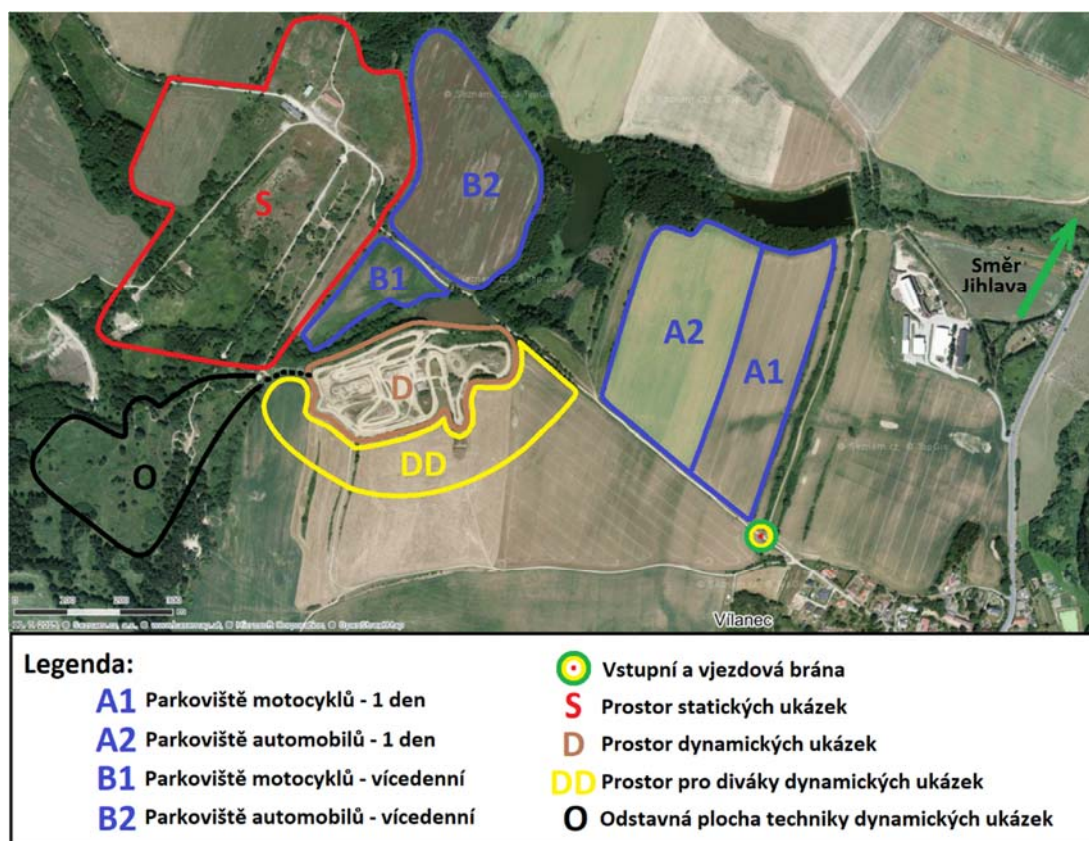 S
B2
B1
A2
A1
D
DD
O
Směr
Jihlava
Vílanec
Legenda:
A1 Parkoviště motocyklů - 1 den
A2 Parkoviště automobilů - 1 den
B1 Parkoviště motocyklů - vícedenní
B2 Parkoviště automobilů - vícedenní
Vstupní a vjezdová brána
S Prostor statických ukázek
D Prostor dynamických ukázek
DD Prostor pro diváky dynamických ukázek
O Odstavná plocha techniky dynamických ukázek